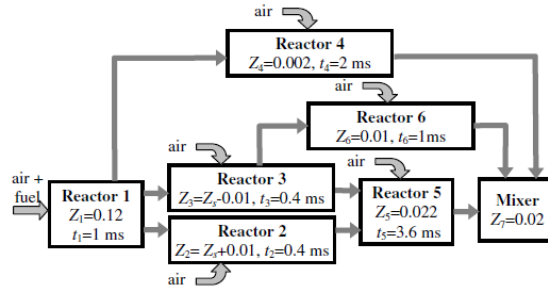 air
Reactor 4
Z4=0.002, t4=2 ms
air
Reactor 6
Z6=0.01, t6=1ms
air
Reactor 3
Z3=Zs-0.01, t3=0.4 ms
air
Reactor 5
Z5=0.022
t5=3.6 ms
air +
fuel
Reactor 1
Z1=0.12
t1=1 ms
Reactor 2
Z2= Zs+0.01, t2=0.4 ms
air
Mixer
Z7=0.02